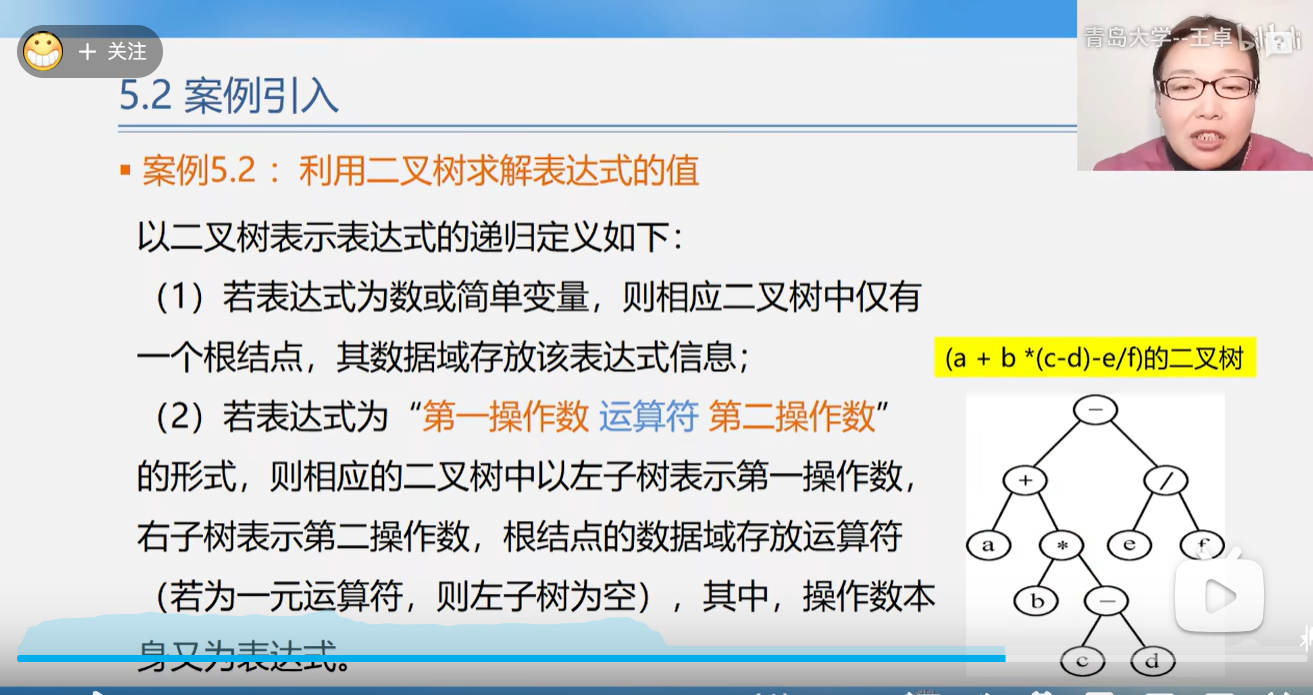 + 关注
青岛大学--王卓 bilibili
5.2 案例引入
案例5.2 ：利用二叉树求解表达式的值
以二叉树表示表达式的递归定义如下：
（1）若表达式为数或简单变量，则相应二叉树中仅有
一个根结点，其数据域存放该表达式信息；
（2）若表达式为“第一操作数 运算符 第二操作数”
的形式，则相应的二叉树中以左子树表示第一操作数，
右子树表示第二操作数，根结点的数据域存放运算符
（若为一元运算符，则左子树为空），其中，操作数本
身又为表达式。
(a + b *(c-d)-e/f)的二叉树
−
+ /
a * e f
b −
c d